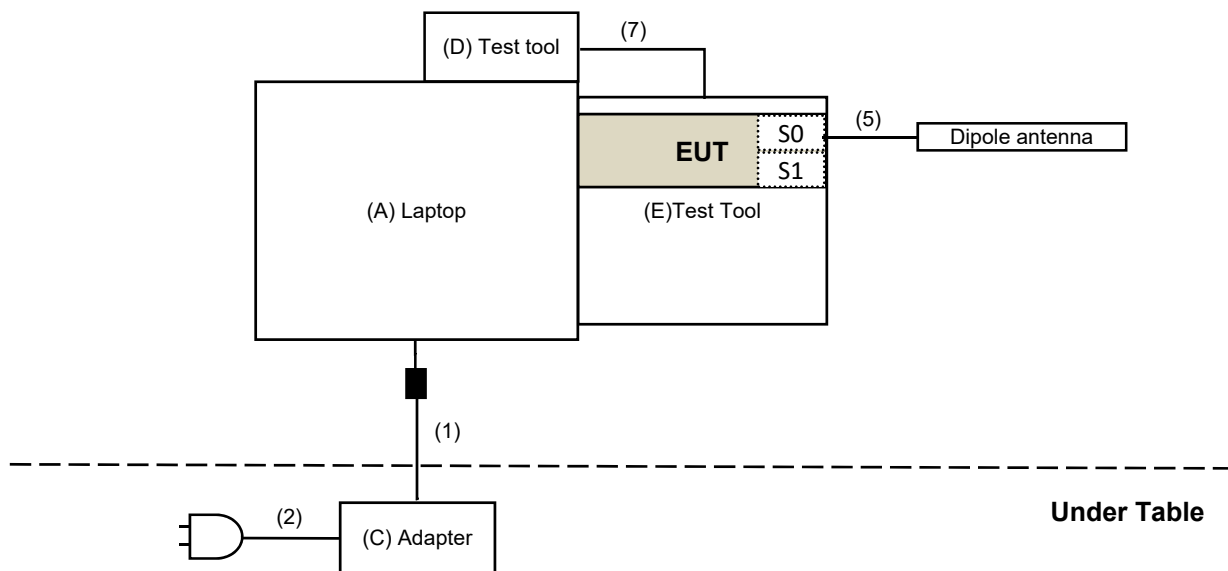 (D) Test tool
(7)
S0
(5)
Dipole antenna
EUT
S1
(A) Laptop
(E)Test Tool
(1)
Under Table
(2)
(C) Adapter